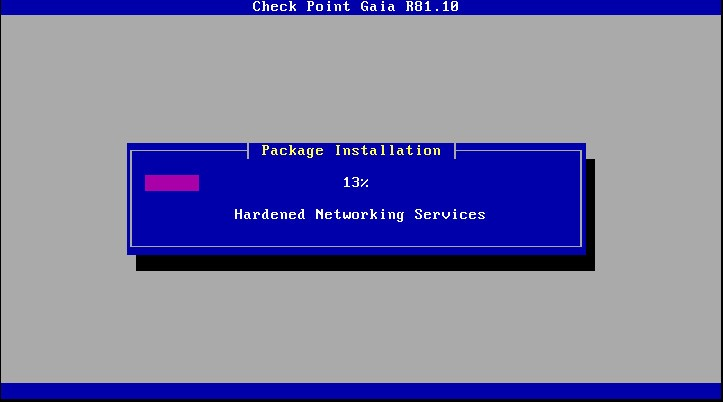 Check Point Gaia R81.10
Package Installation
13%
Hardened Networking Services